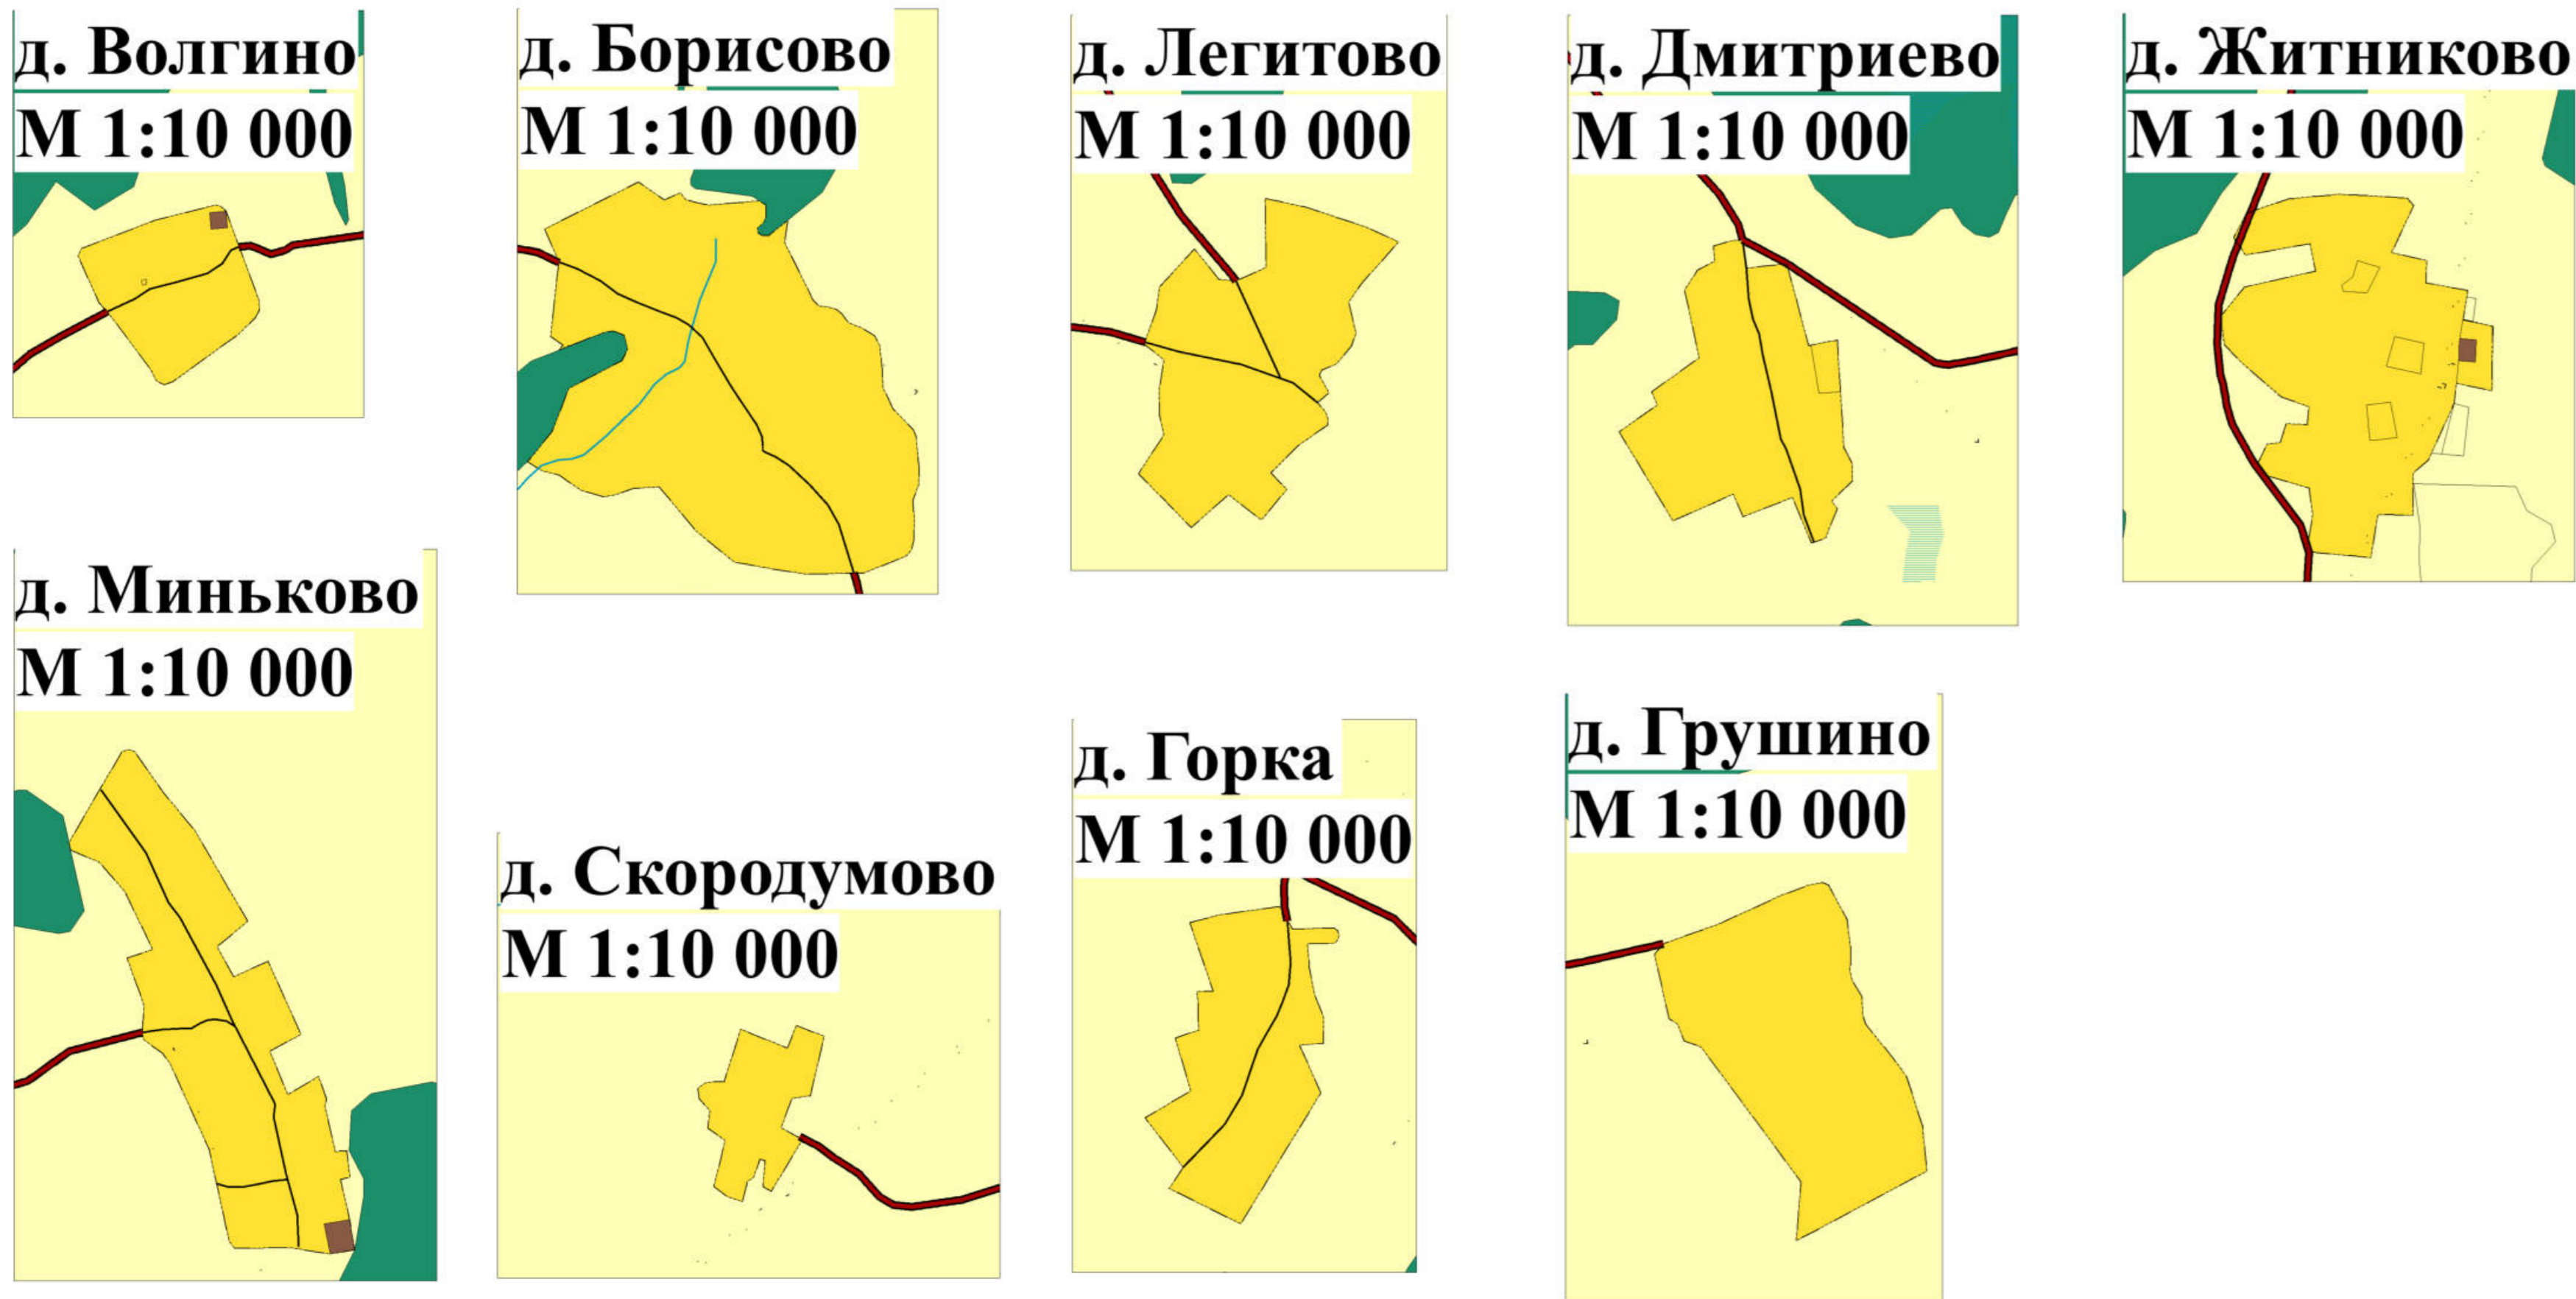 д. Волгино
М 1:10 000
д. Борисово
М 1:10 000
д. Легитово
М 1:10 000
д. Дмитриево
М 1:10 000
д. Житниково
М 1:10 000
д. Миньково
М 1:10 000
д. Скородумово
М 1:10 000
д. Горка
М 1:10 000
д. Грушино
М 1:10 000